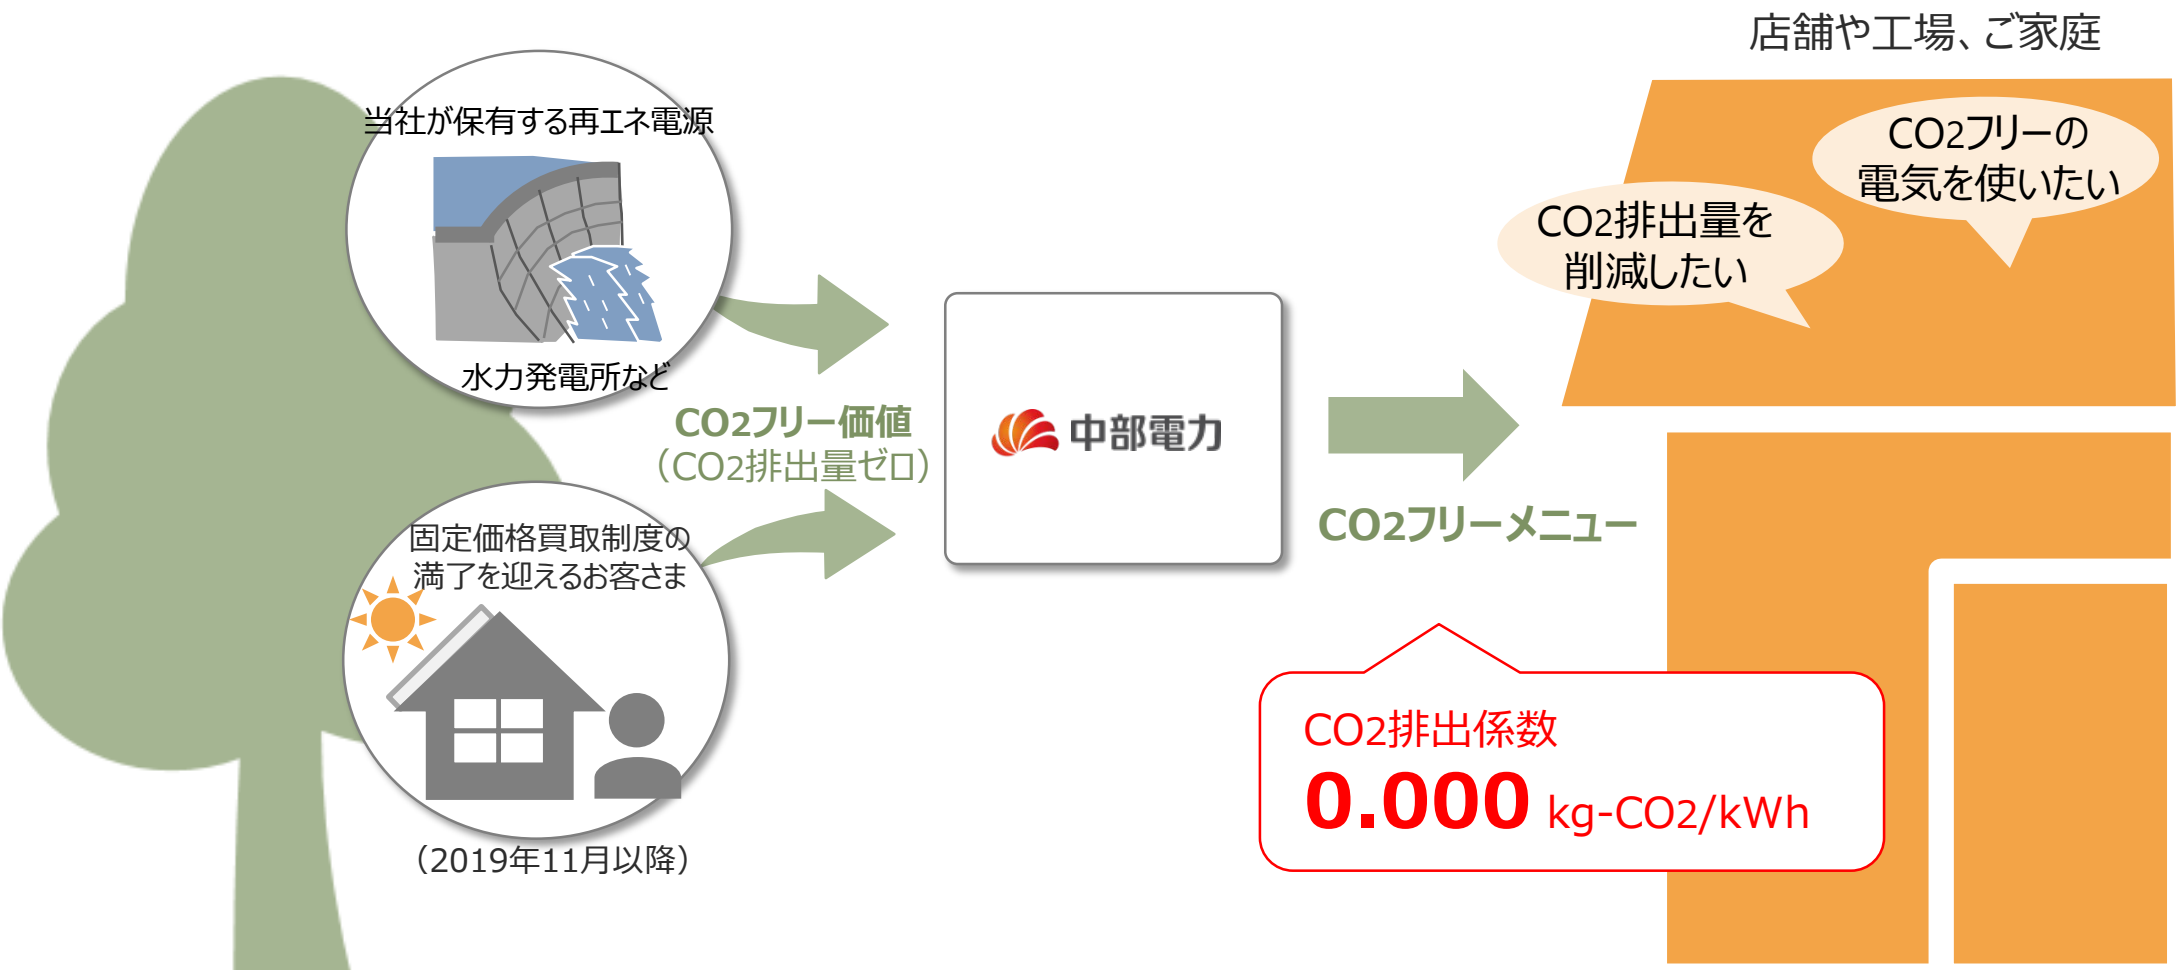 店舗や工場、ご家庭
当社が保有する再エネ電源
水力発電所など
CO2フリーの
電気を使いたい
CO2排出量を
削減したい
CO2フリー価値
（CO2排出量ゼロ）
中部電力
CO2フリーメニュー
固定価格買取制度の
満了を迎えるお客さま
（2019年11月以降）
CO2排出係数
0.000 kg-CO2/kWh